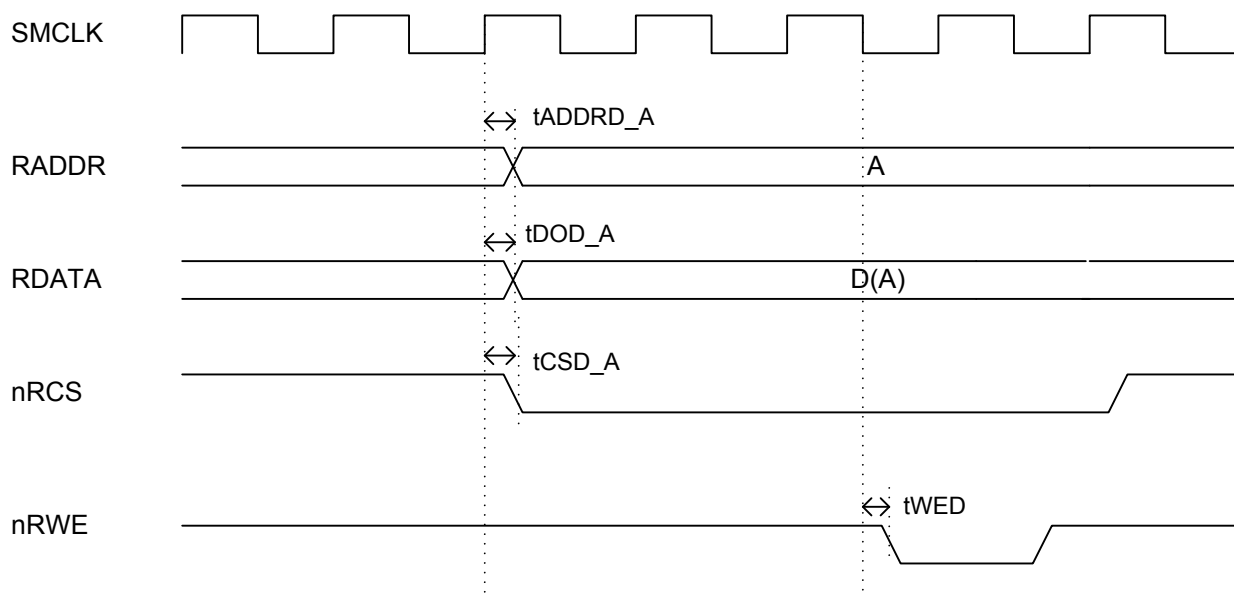 SMCLK
tADDRD_A
RADDR
A
tDOD_A
RDATA
D(A)
tCSD_A
nRCS
tWED
nRWE